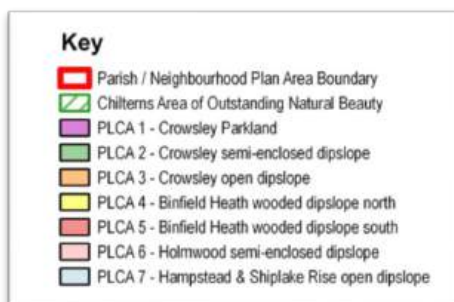 Key
Parish / Neighbourhood Plan Area Boundary
Chilterns Area of Outstanding Natural Beauty
PLCA 1 - Crowsley Parkland
PLCA 2 - Crowsley semi-enclosed dipslope
PLCA 3 - Crowsley open dipslope
PLCA 4 - Binfield Heath wooded dipslope north
PLCA 5 - Binfield Heath wooded dipslope south
PLCA 6 - Holmwood semi-enclosed dipslope
PLCA 7 - Hampstead & Shiplake Rise open dipslope